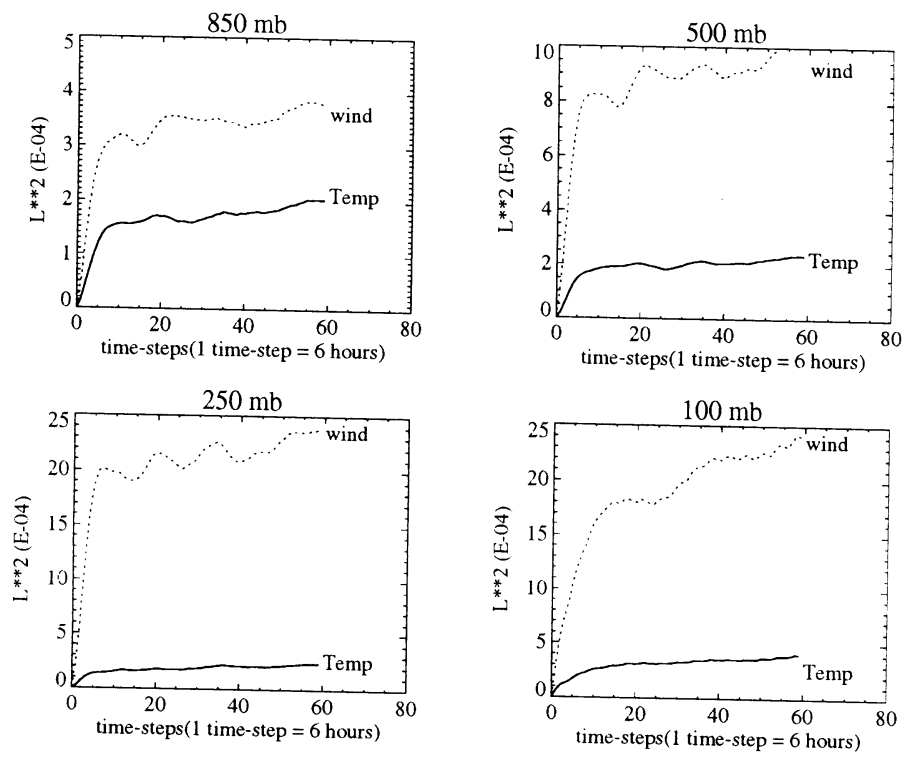 850 mb
5
4
3
2
1
0
L**2 (E-04)
wind
Temp
0 20 40 60 80
time-steps(1 time-step = 6 hours)
500 mb
10
8
6
4
2
0
L**2 (E-04)
wind
Temp
0 20 40 60 80
time-steps(1 time-step = 6 hours)
250 mb
25
20
15
10
5
0
L**2 (E-04)
wind
Temp
0 20 40 60 80
time-steps(1 time-step = 6 hours)
100 mb
25
20
15
10
5
0
L**2 (E-04)
wind
Temp
0 20 40 60 80
time-steps(1 time-step = 6 hours)